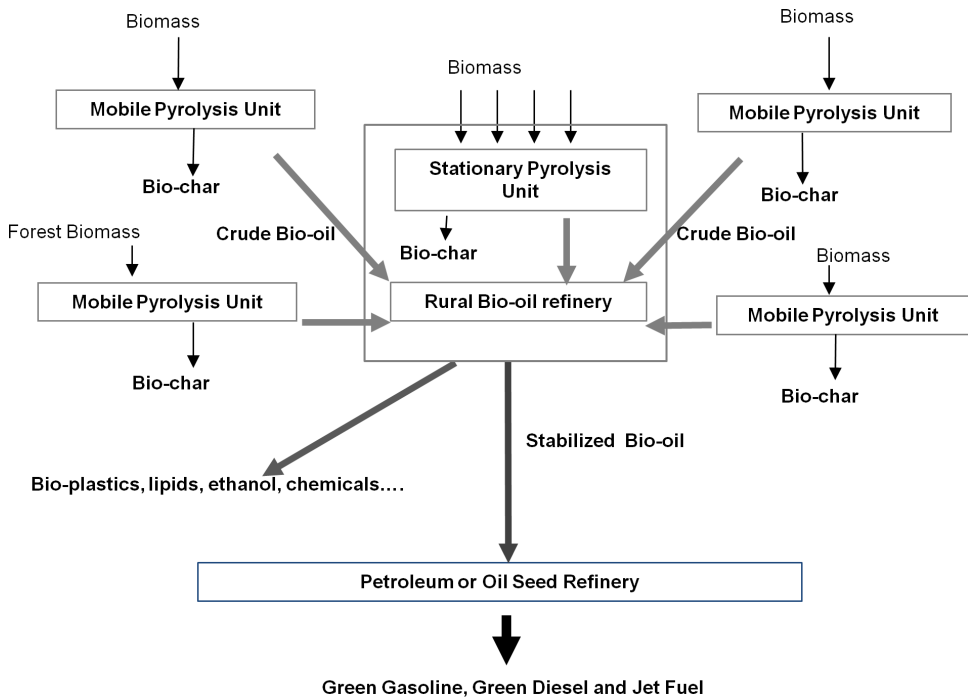 Biomass
Biomass
Biomass
Mobile Pyrolysis Unit
Mobile Pyrolysis Unit
Stationary Pyrolysis
Unit
Bio-char
Bio-char
Forest Biomass
Crude Bio-oil
Crude Bio-oil
Bio-char
Biomass
Mobile Pyrolysis Unit
Rural Bio-oil refinery
Mobile Pyrolysis Unit
Bio-char
Bio-char
Stabilized Bio-oil
Bio-plastics, lipids, ethanol, chemicals….
Petroleum or Oil Seed Refinery
Green Gasoline, Green Diesel and Jet Fuel